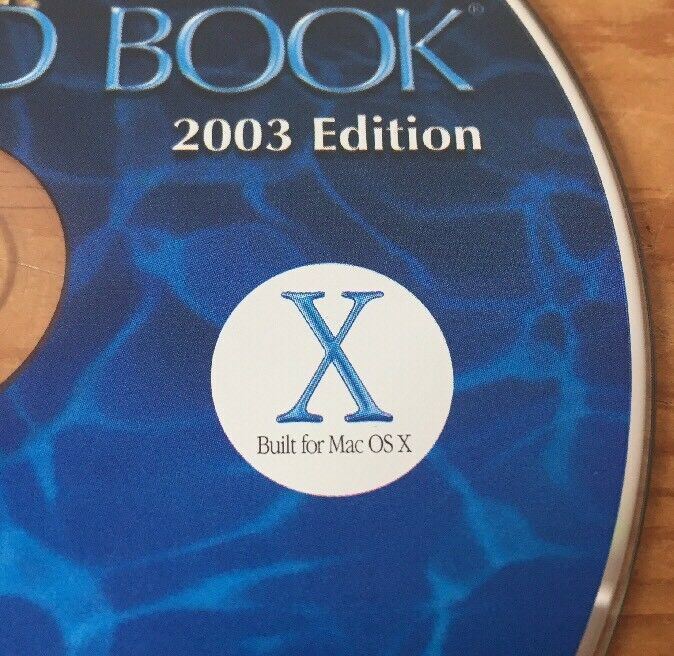 D BOOK®
2003 Edition
X
Built for Mac OS X